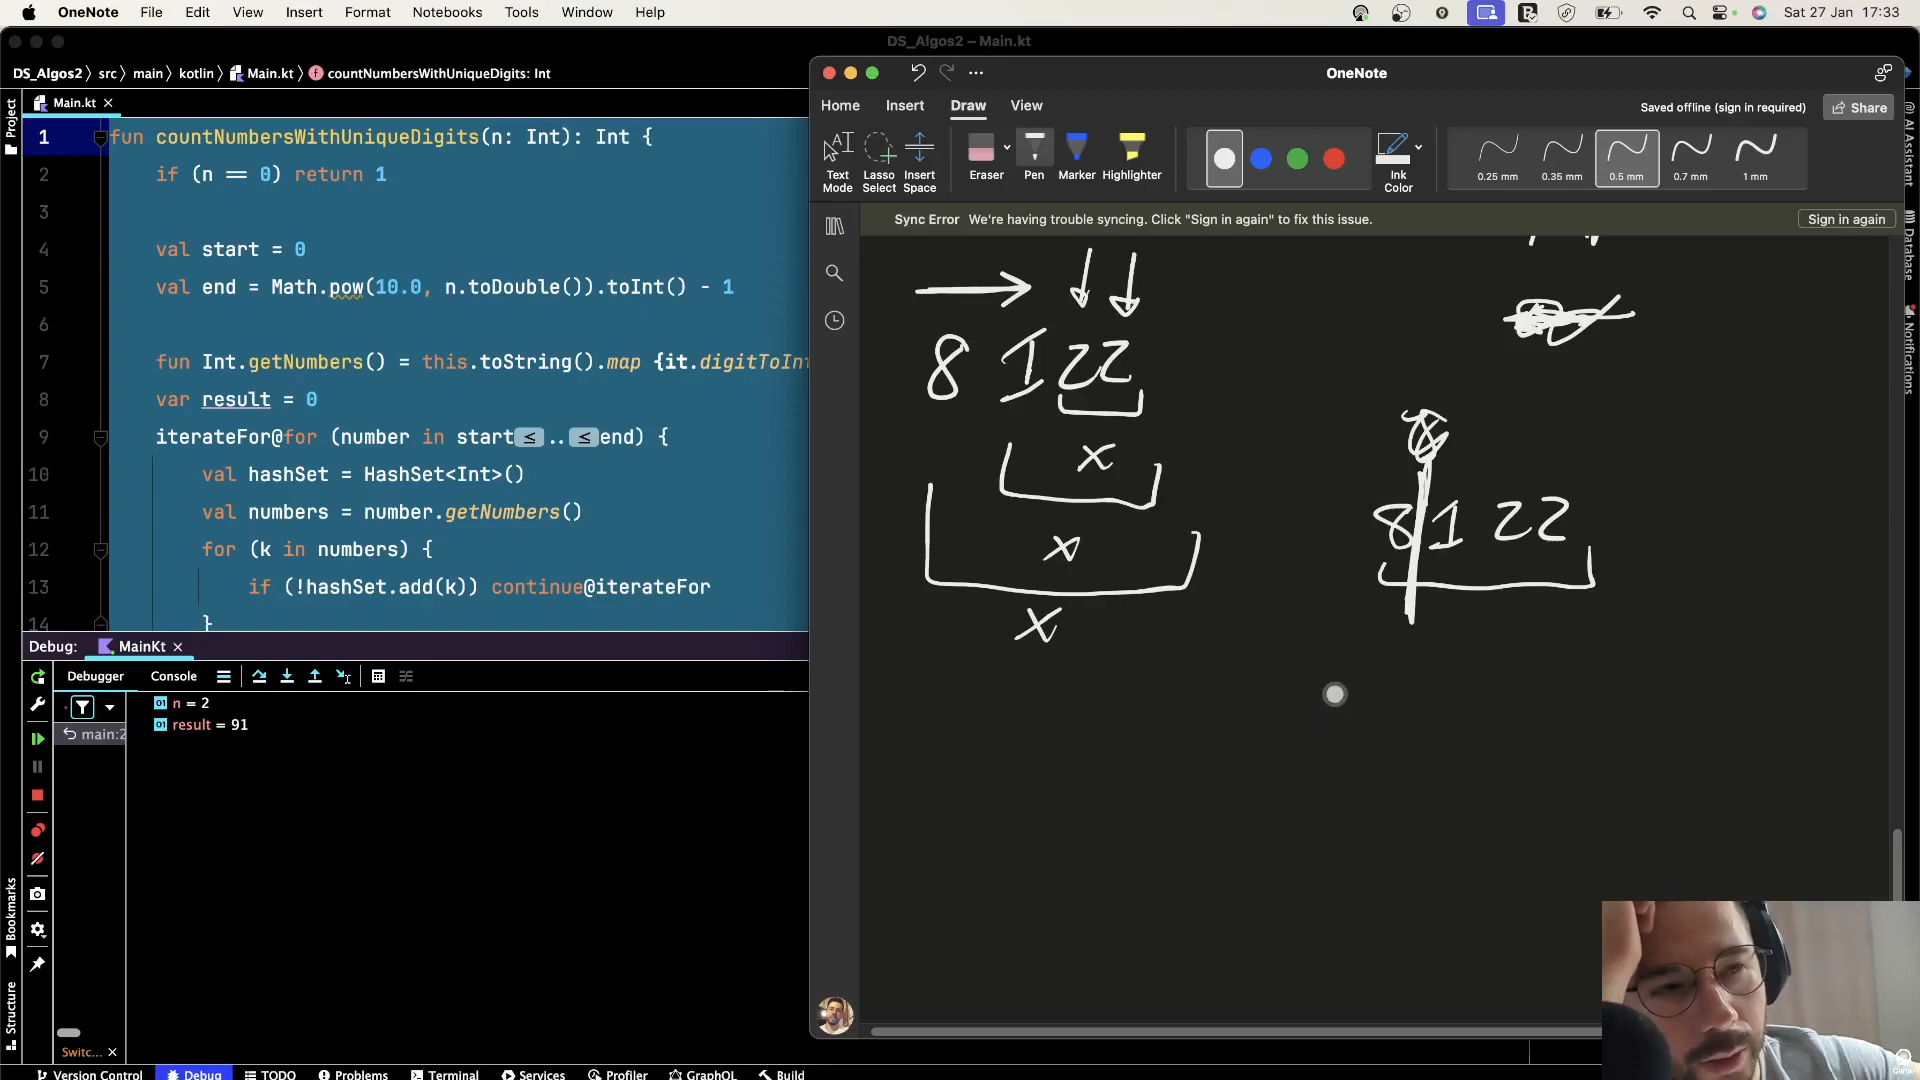 OneNote File Edit View Insert Format Notebooks Tools Window Help Sat 27 Jan 17:33
DS_Algos2 – Main.kt
DS_Algos2 src main kotlin Main.kt countNumbersWithUniqueDigits: Int
Main.kt
Project
1 fun countNumbersWithUniqueDigits(n: Int): Int {
2 if (n == 0) return 1
3
4 val start = 0
5 val end = Math.pow(10.0, n.toDouble()).toInt() - 1
6
7 fun Int.getNumbers() = this.toString().map {it.digitToInt
8 var result = 0
9 iterateFor@for (number in start≤..≤end) {
10 val hashSet = HashSet<Int>()
11 val numbers = number.getNumbers()
12 for (k in numbers) {
13 if (!hashSet.add(k)) continue@iterateFor
14 }
Debug: MainKt
Debugger Console
n = 2
result = 91
main:2
Switc...
Bookmarks
Structure
Version Control Debug TODO Problems Terminal Services Profiler GraphQL Build
OneNote
Home Insert Draw View
Saved offline (sign in required) Share
Text Mode Lasso Select Insert Space Eraser Pen Marker Highlighter Ink Color 0.25 mm 0.35 mm 0.5 mm 0.7 mm 1 mm
Sync Error We're having trouble syncing. Click "Sign in again" to fix this issue. Sign in again
8 1 22
x
x
x
8
8 1 22
AI Assistant
Database
Notifications